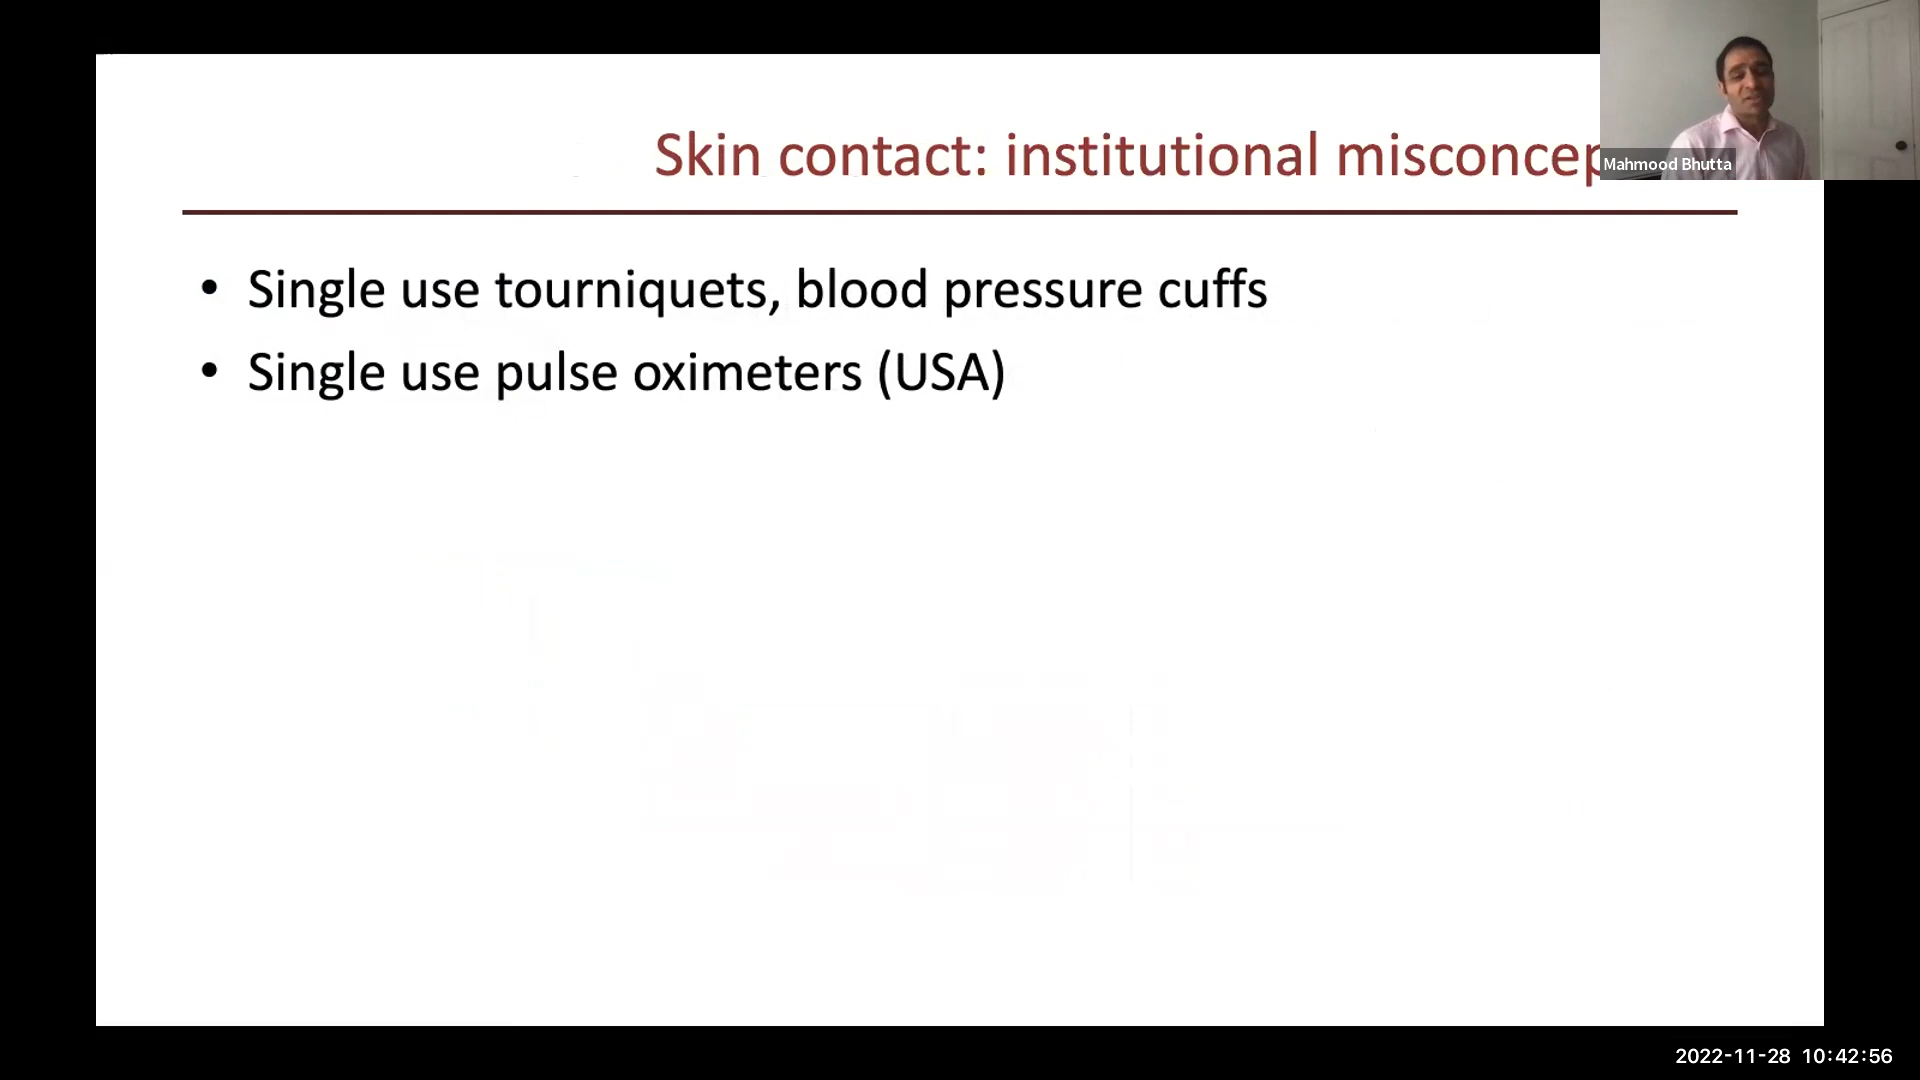 Skin contact: institutional misconcep
Mahmood Bhutta
• Single use tourniquets, blood pressure cuffs
• Single use pulse oximeters (USA)
2022-11-28 10:42:56